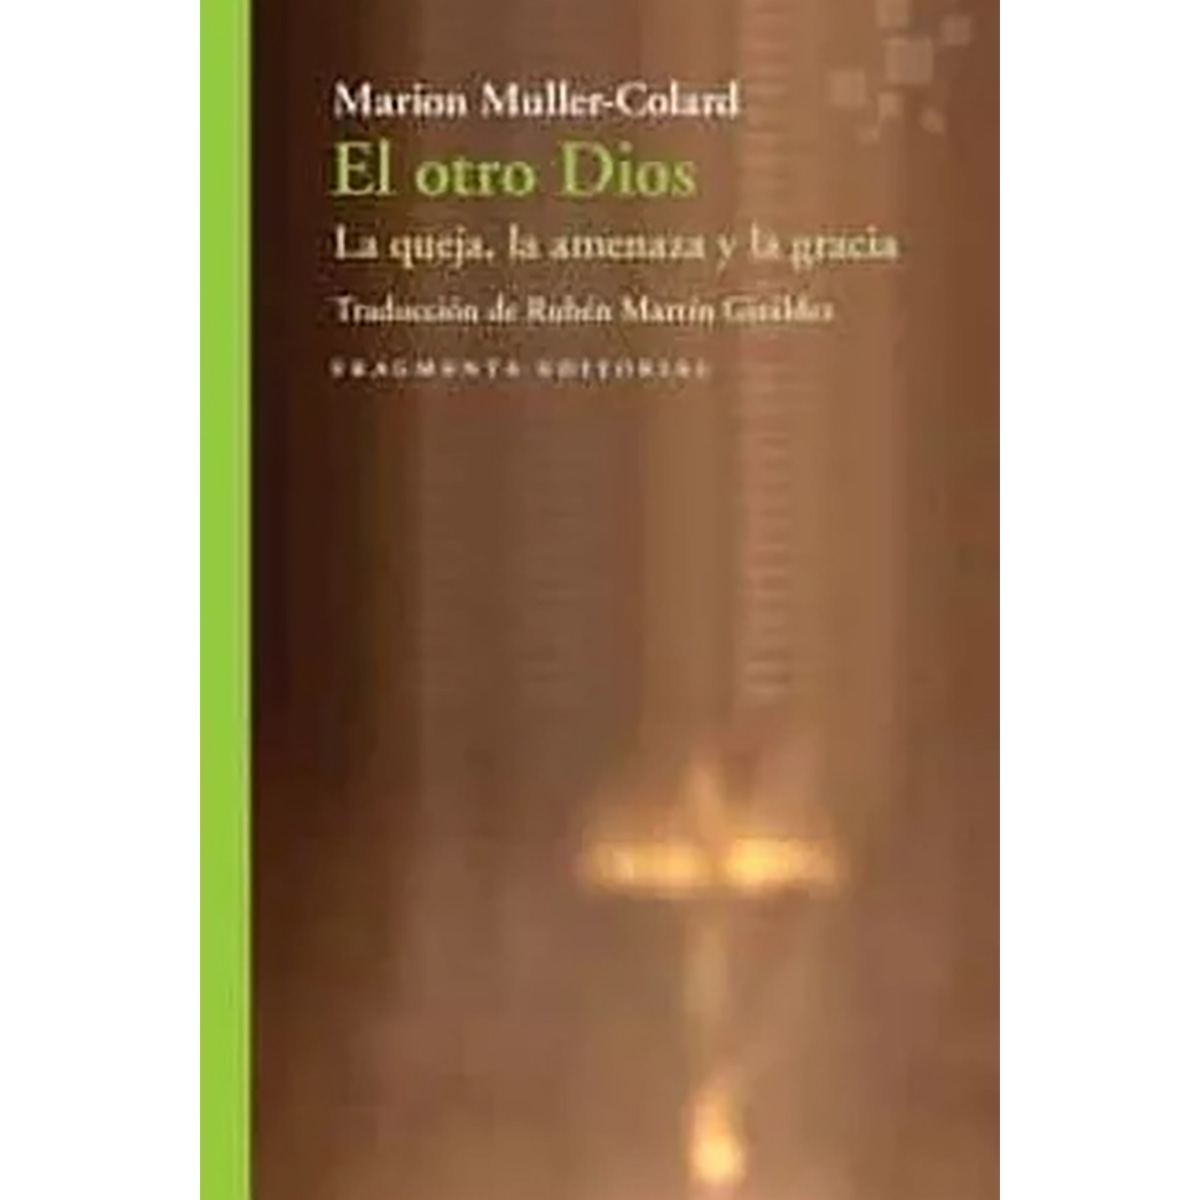 Marion Muller-Colard
El otro Dios
La queja, la amenaza y la gracia
Traducción de Rubén Martín Giráldez
FRAGMENTA EDITORIAL